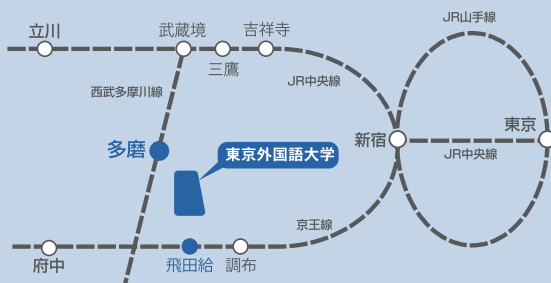 JR山手線
立川
武蔵境
吉祥寺
三鷹
JR中央線
西武多摩川線
東京
新宿
多磨
東京外国語大学
JR中央線
京王線
府中
飛田給
調布